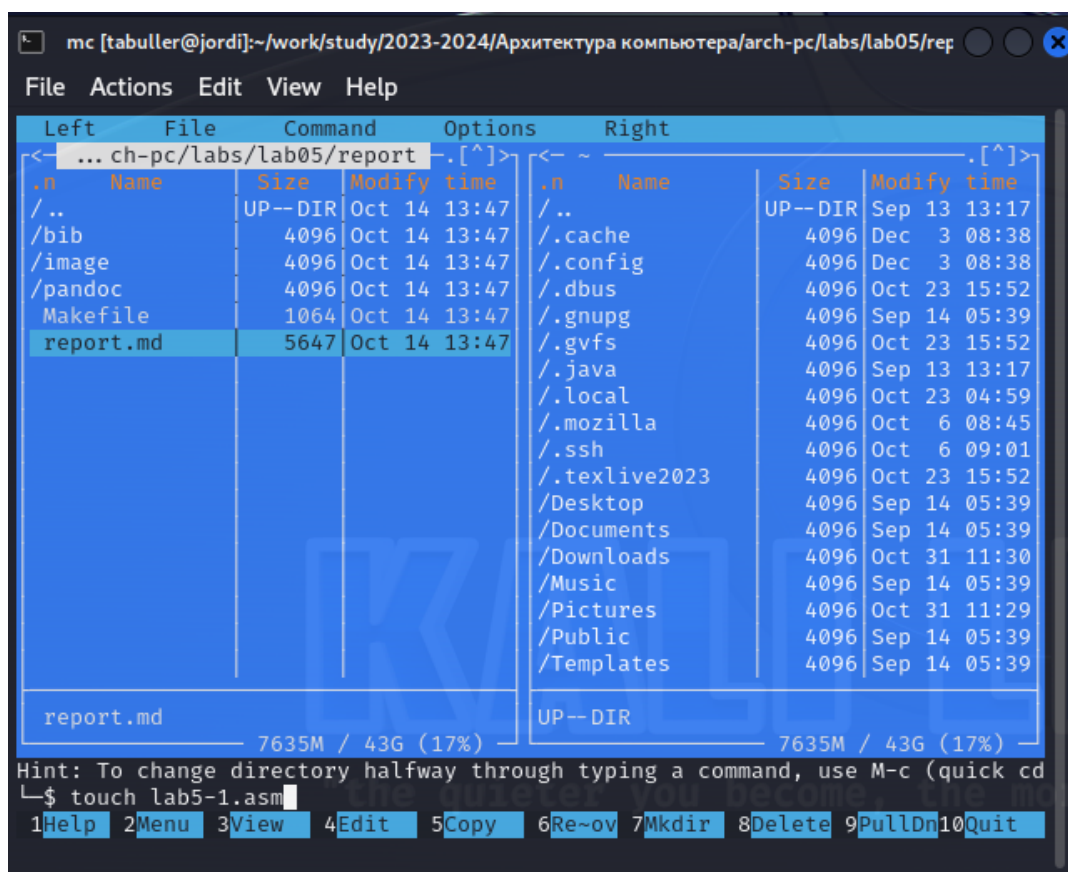 mc [tabuller@jordi]:~/work/study/2023-2024/Архитектура компьютера/arch-pc/labs/lab05/rep
File Actions Edit View Help
Left File Command Options Right
<— ...ch-pc/labs/lab05/report —.[^]>
<— ~ —.[^]>
.n Name Size Modify time
.n Name Size Modify time
/.. UP--DIR Oct 14 13:47
/.. UP--DIR Sep 13 13:17
/bib 4096 Oct 14 13:47
/.cache 4096 Dec 3 08:38
/image 4096 Oct 14 13:47
/.config 4096 Dec 3 08:38
/pandoc 4096 Oct 14 13:47
/.dbus 4096 Oct 23 15:52
Makefile 1064 Oct 14 13:47
/.gnupg 4096 Sep 14 05:39
report.md 5647 Oct 14 13:47
/.gvfs 4096 Oct 23 15:52
/.java 4096 Sep 13 13:17
/.local 4096 Oct 23 04:59
/.mozilla 4096 Oct 6 08:45
/.ssh 4096 Oct 6 09:01
/.texlive2023 4096 Oct 23 15:52
/Desktop 4096 Sep 14 05:39
/Documents 4096 Sep 14 05:39
/Downloads 4096 Oct 31 11:30
/Music 4096 Sep 14 05:39
/Pictures 4096 Oct 31 11:29
/Public 4096 Sep 14 05:39
/Templates 4096 Sep 14 05:39
report.md
UP--DIR
7635M / 43G (17%)
7635M / 43G (17%)
Hint: To change directory halfway through typing a command, use M-c (quick cd
└─$ touch lab5-1.asm
"the quieter you become, the mo
1Help 2Menu 3View 4Edit 5Copy 6Re~ov 7Mkdir 8Delete 9PullDn 10Quit